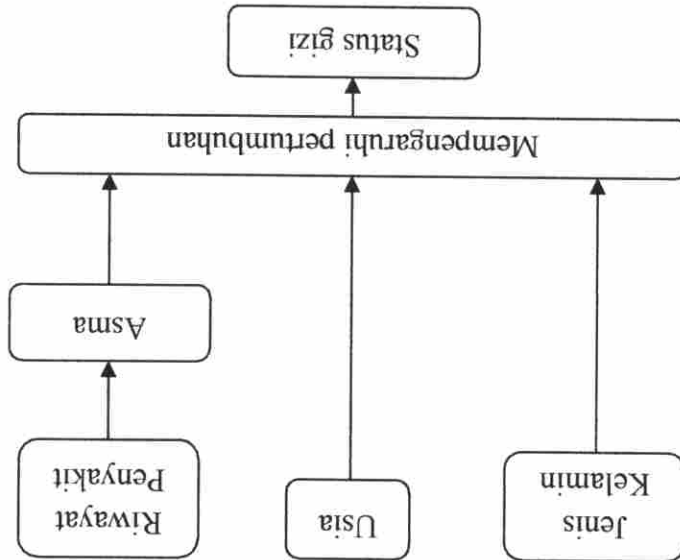 Jenis
Kelamin
Usia
Riwayat
Penyakit
Asma
Mempengaruhi pertumbuhan
Status gizi